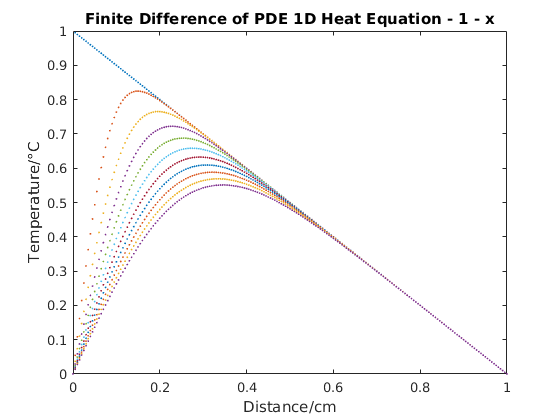 Finite Difference of PDE 1D Heat Equation - 1 - x
1
0.9
0.8
0.7
0.6
0.5
0.4
0.3
0.2
0.1
0
Temperature/°C
0 0.2 0.4 0.6 0.8 1
Distance/cm